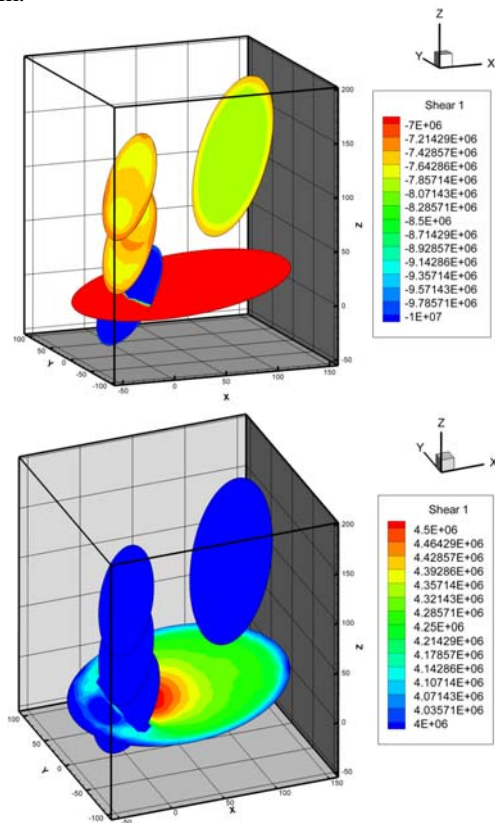 Z
Y
X
Shear 1
-7E+06
-7.21429E+06
-7.42857E+06
-7.64286E+06
-7.85714E+06
-8.07143E+06
-8.28571E+06
-8.5E+06
-8.71429E+06
-8.92857E+06
-9.14286E+06
-9.35714E+06
-9.57143E+06
-9.78571E+06
-1E+07
200
150
100
50
0
-50
Z
100
50
0
-50
-100
Y
-50
0
50
100
150
X
Z
Y
X
Shear 1
4.5E+06
4.46429E+06
4.42857E+06
4.39286E+06
4.35714E+06
4.32143E+06
4.28571E+06
4.25E+06
4.21429E+06
4.17857E+06
4.14286E+06
4.10714E+06
4.07143E+06
4.03571E+06
4E+06
200
150
100
50
0
-50
Z
100
50
0
-50
-100
Y
-50
0
50
100
150
X